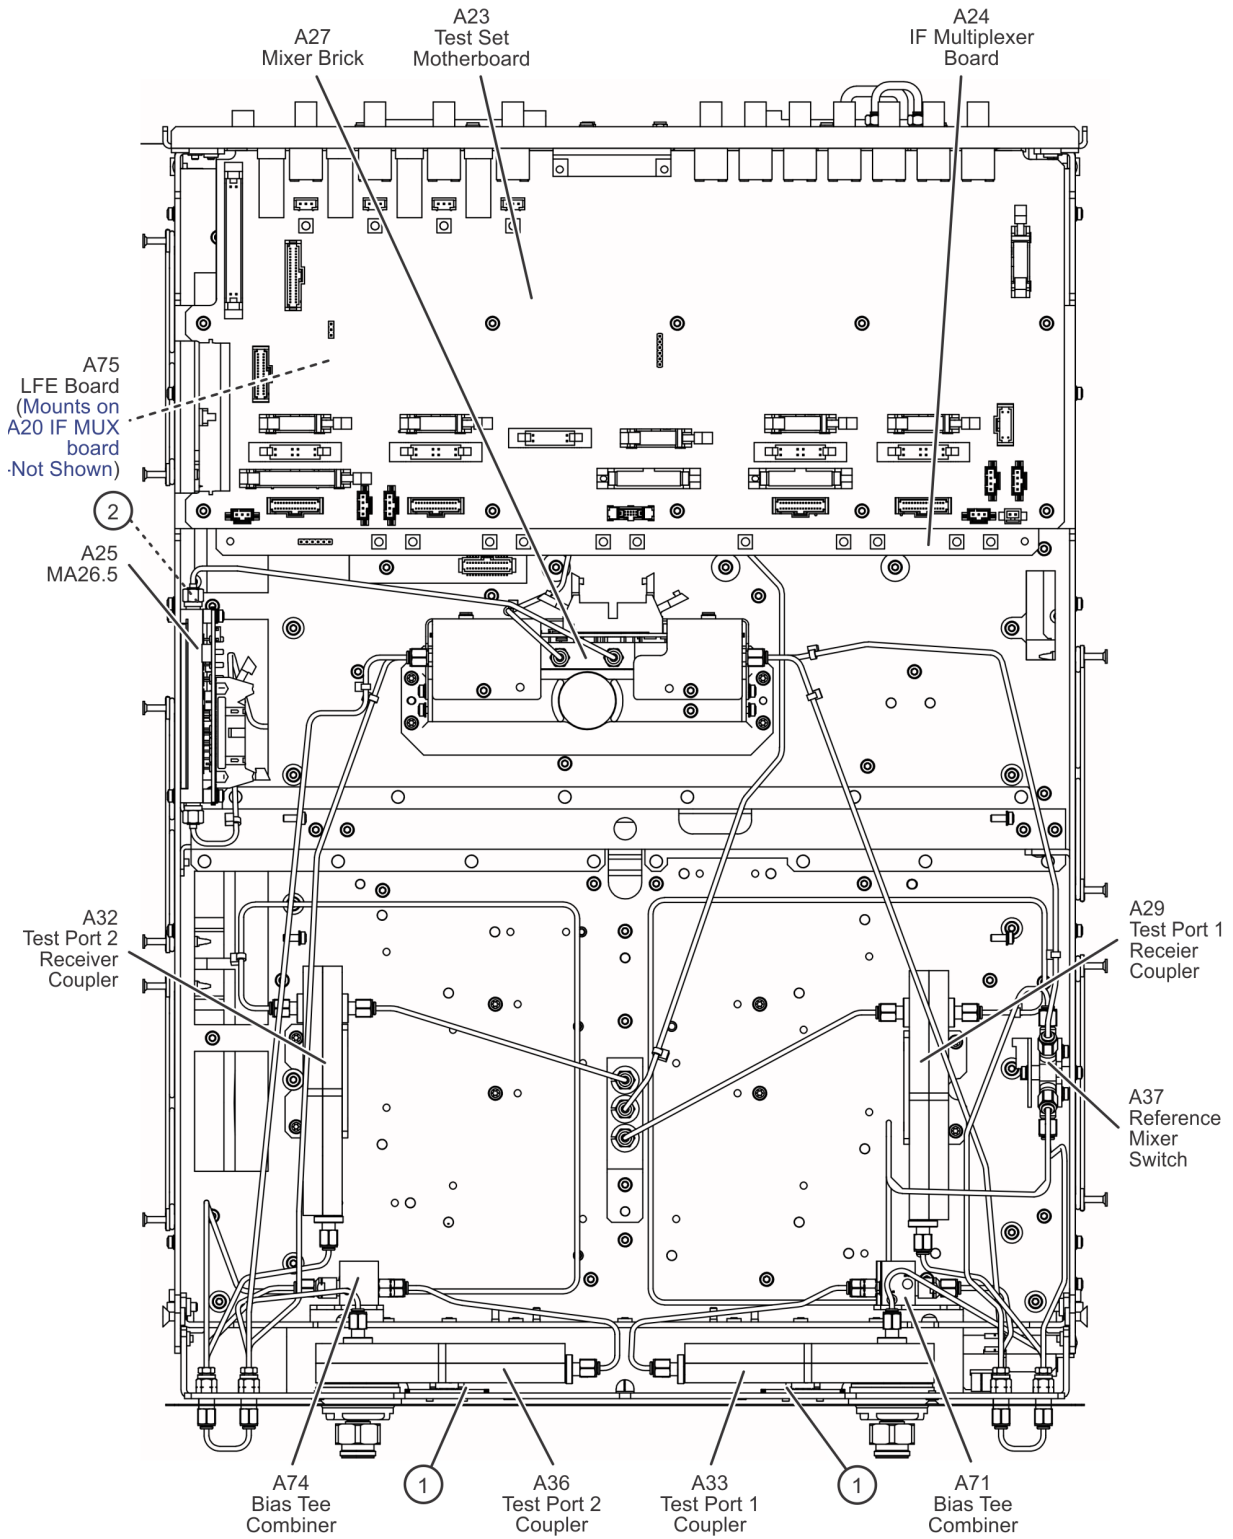 A23
Test Set
Motherboard
A24
IF Multiplexer
Board
A27
Mixer Brick
A75
LFE Board
(Mounts on
A20 IF MUX
board
-Not Shown)
2
A25
MA26.5
A32
Test Port 2
Receiver
Coupler
A29
Test Port 1
Receier
Coupler
A37
Reference
Mixer
Switch
A74
Bias Tee
Combiner
1
A36
Test Port 2
Coupler
A33
Test Port 1
Coupler
1
A71
Bias Tee
Combiner